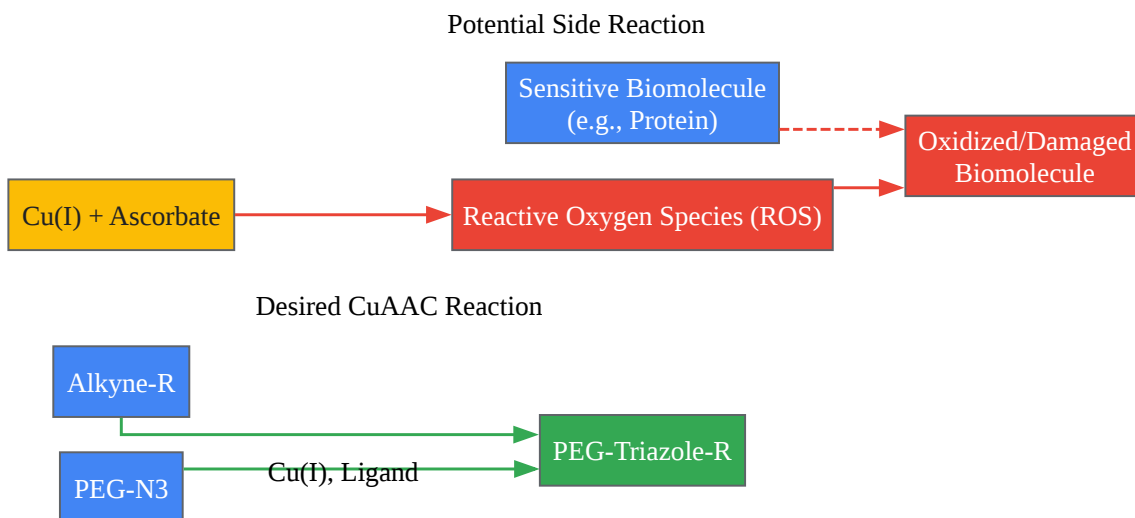 Potential Side Reaction
Sensitive Biomolecule
(e.g., Protein)
Oxidized/Damaged
Biomolecule
Cu(I) + Ascorbate
Reactive Oxygen Species (ROS)
Desired CuAAC Reaction
Alkyne-R
PEG-Triazole-R
Cu(I), Ligand
PEG-N3